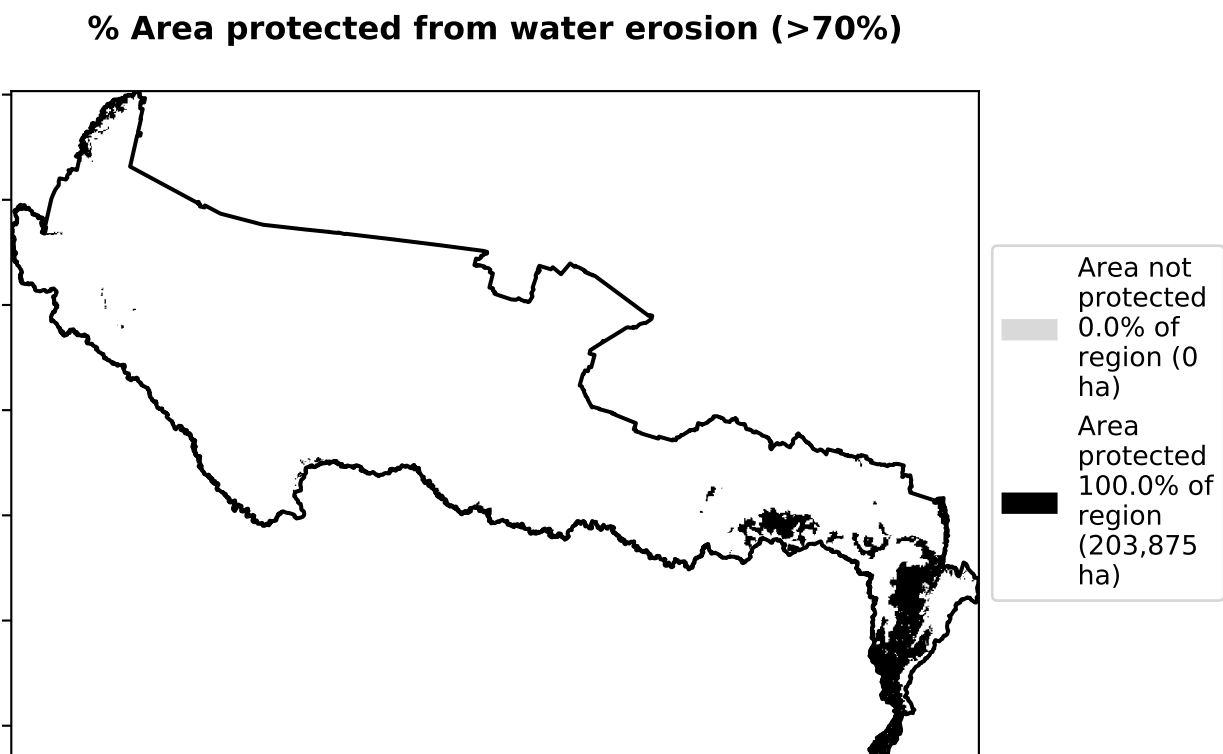 % Area protected from water erosion (>70%)
Area not
protected
0.0% of
region (0
ha)
Area
protected
100.0% of
region
(203,875
ha)